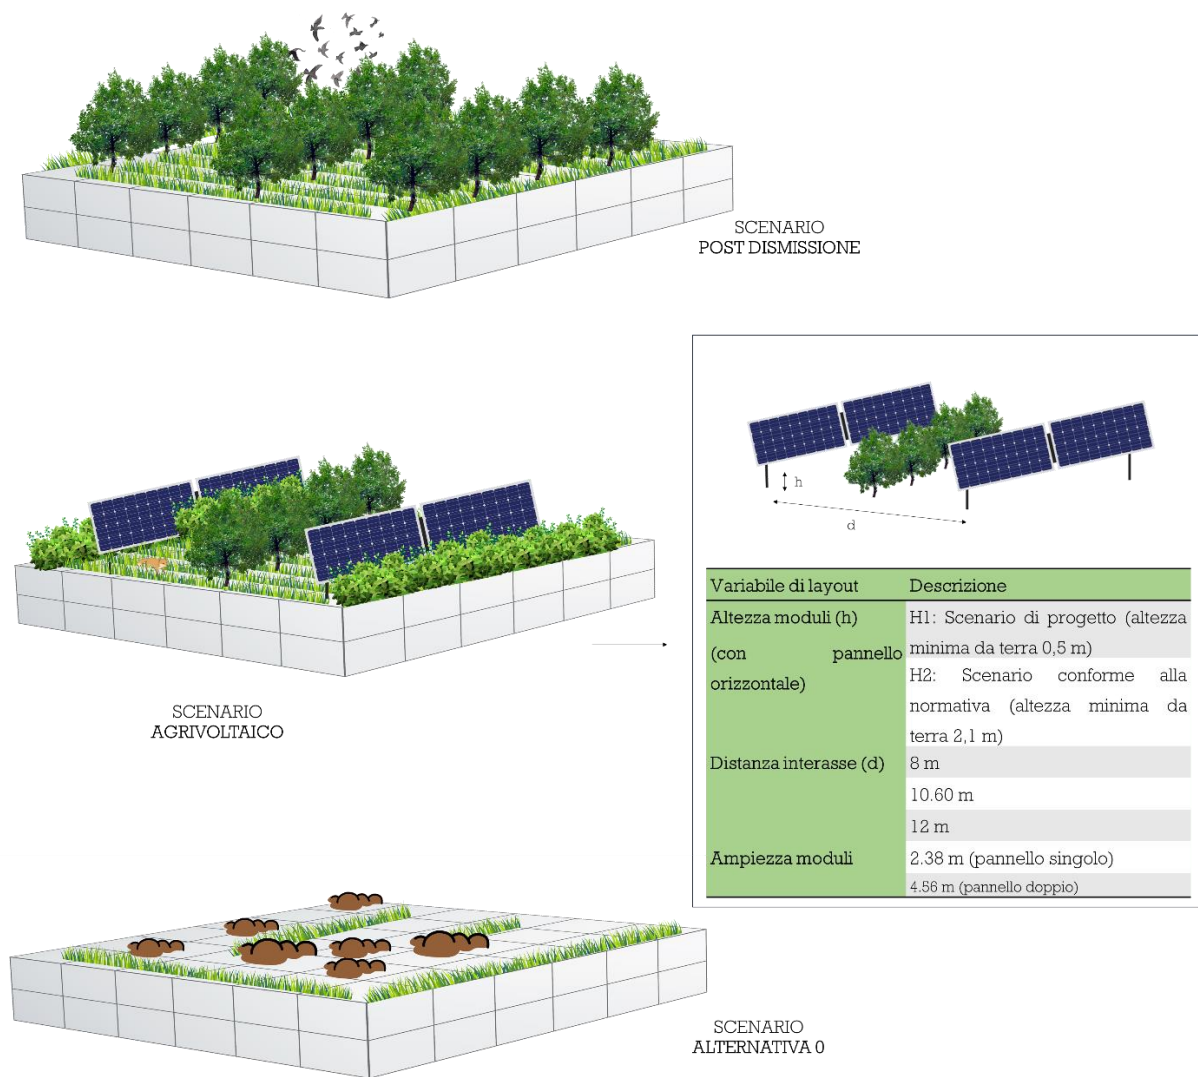 SCENARIO
POST DISMISSIONE
h
d
Variabile di layout Descrizione
Altezza moduli (h)
(con pannello
orizzontale)
H1: Scenario di progetto (altezza
minima da terra 0,5 m)
H2: Scenario conforme alla
normativa (altezza minima da
terra 2,1 m)
Distanza interasse (d) 8 m
10.60 m
12 m
Ampiezza moduli 2.38 m (pannello singolo)
4.56 m (pannello doppio)
SCENARIO
AGRIVOLTAICO
SCENARIO
ALTERNATIVA 0